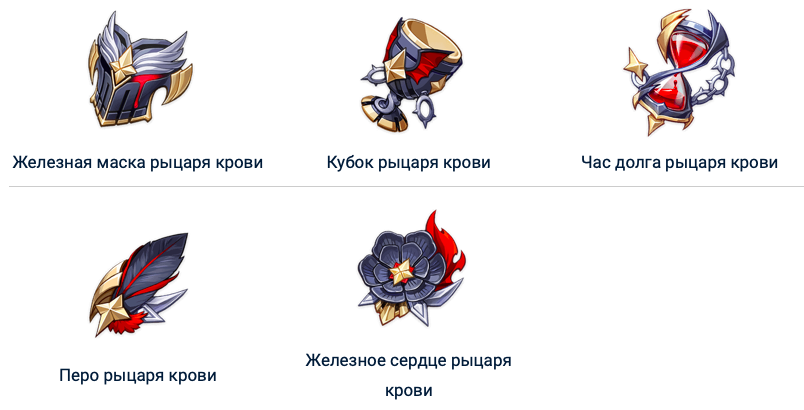 Железная маска рыцаря крови
Кубок рыцаря крови
Час долга рыцаря крови
Перо рыцаря крови
Железное сердце рыцаря
крови